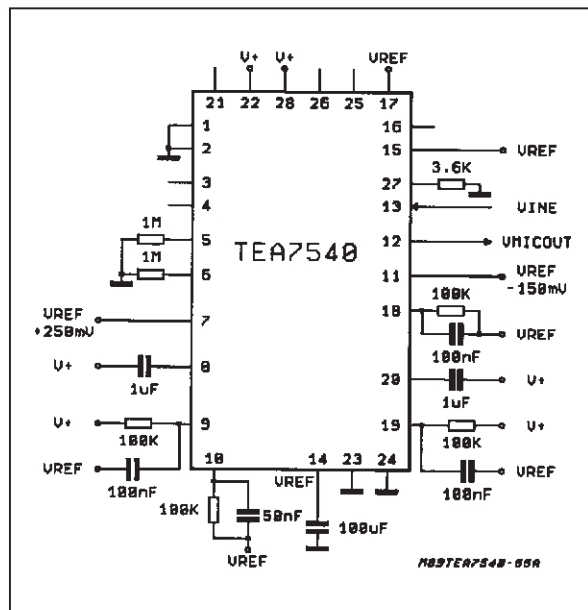 V+ V+ VREF
21 22 28 26 25 17
1 16
2 15 VREF
3 27 3.6K
4 13 VINE
1M 5 12 VMICOUT
1M 6 11 VREF
-150mV
TEA7540
VREF 7 18 100K
+250mV VREF
100nF
V+ 8 20 V+
1uF 1uF
V+ 9 19 V+
100K 100K
VREF 10 14 23 24 VREF
100nF VREF 100nF
100K 50nF 100uF
VREF
M89TEA7540-66A